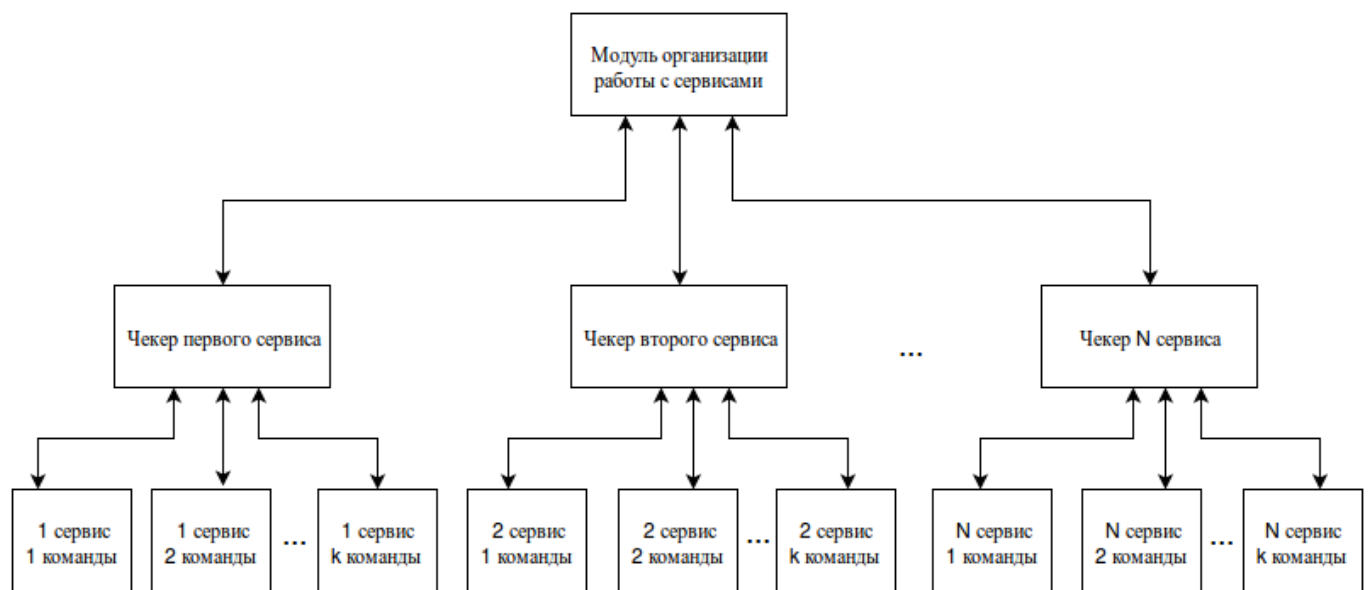 Модуль организации
работы с сервисами
Чекер первого сервиса
Чекер второго сервиса
...
Чекер N сервиса
1 сервис
1 команды
1 сервис
2 команды
...
1 сервис
k команды
2 сервис
1 команды
2 сервис
2 команды
...
2 сервис
k команды
N сервис
1 команды
N сервис
2 команды
...
N сервис
k команды